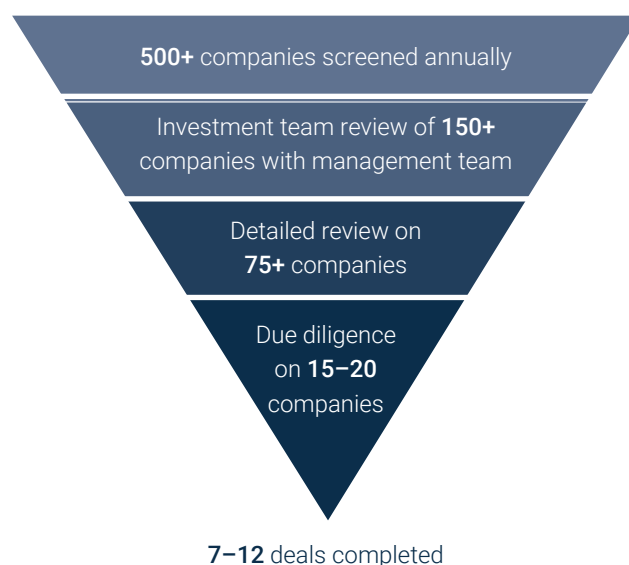 500+ companies screened annually
Investment team review of 150+
companies with management team
Detailed review on
75+ companies
Due diligence
on 15–20
companies
7–12 deals completed